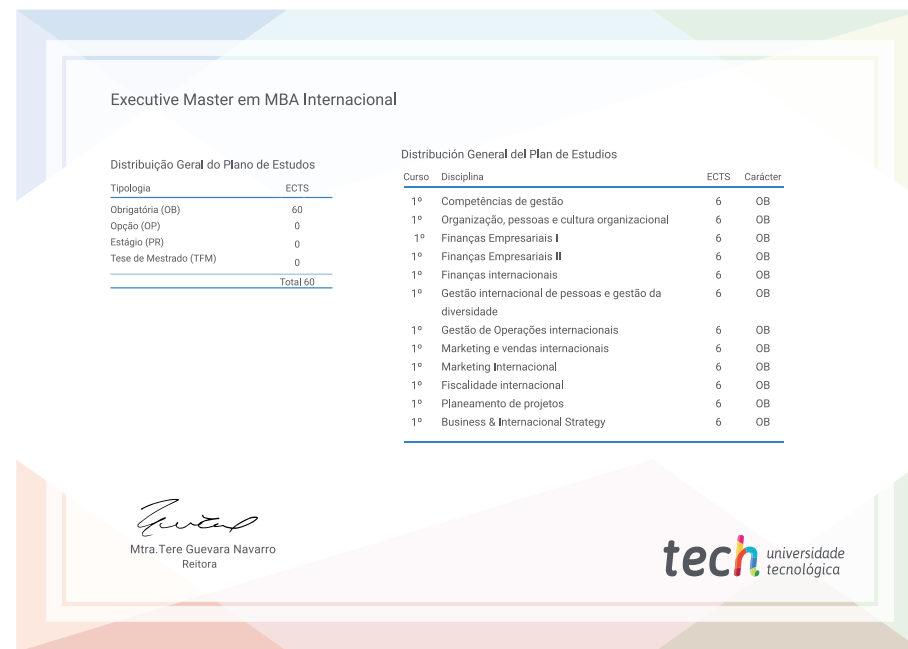 Executive Master em MBA Internacional
Distribuição Geral do Plano de Estudos
Tipologia ECTS
Obrigatória (OB) 60
Opção (OP) 0
Estágio (PR) 0
Tese de Mestrado (TFM) 0
Total 60
Distribución General del Plan de Estudios
Curso Disciplina ECTS Carácter
1º Competências de gestão 6 OB
1º Organização, pessoas e cultura organizacional 6 OB
1º Finanças Empresariais I 6 OB
1º Finanças Empresariais II 6 OB
1º Finanças internacionais 6 OB
1º Gestão internacional de pessoas e gestão da 6 OB
diversidade
1º Gestão de Operações internacionais 6 OB
1º Marketing e vendas internacionais 6 OB
1º Marketing Internacional 6 OB
1º Fiscalidade internacional 6 OB
1º Planeamento de projetos 6 OB
1º Business & Internacional Strategy 6 OB
Mtra.Tere Guevara Navarro
Reitora
tech universidade
tecnológica